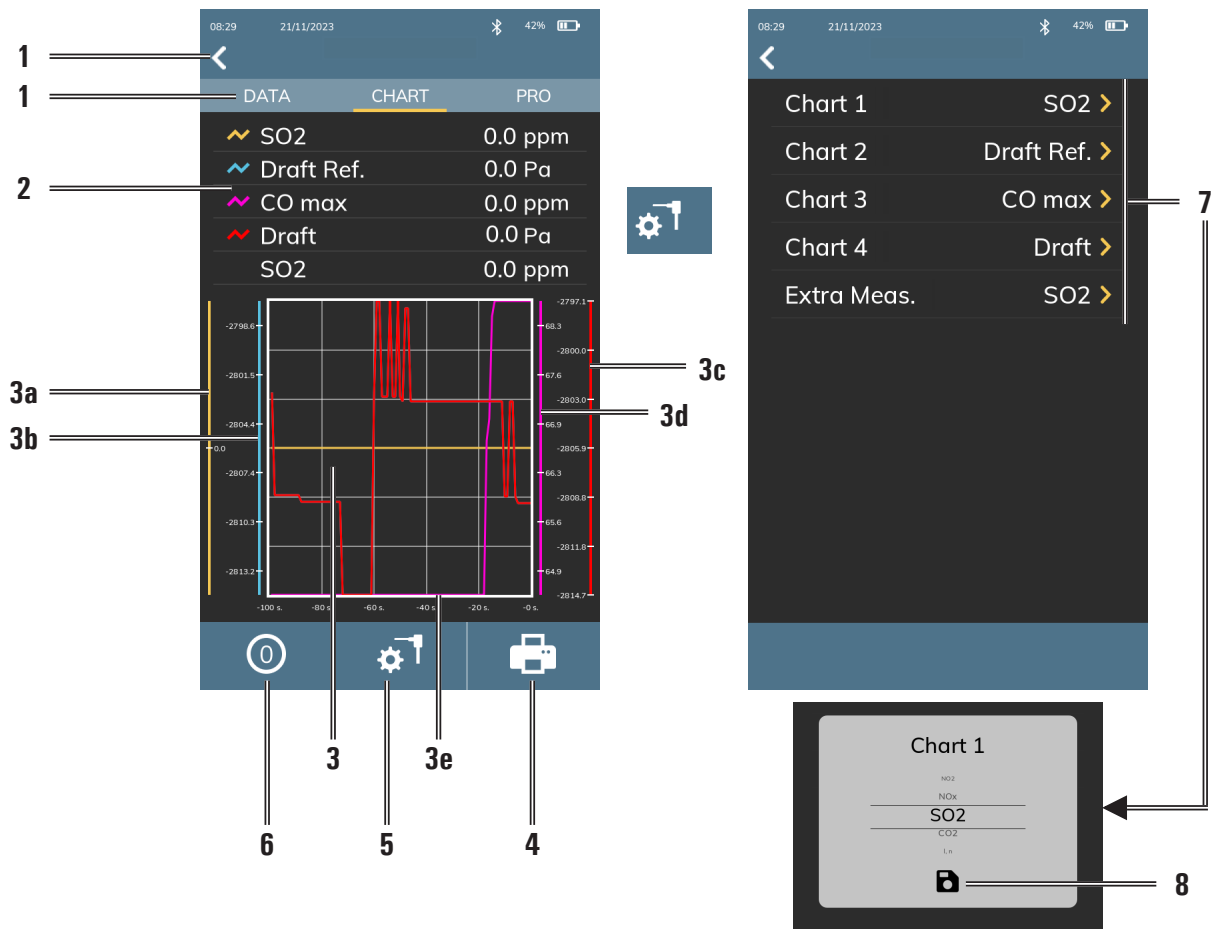 08:29 21/11/2023 42%
1
1
DATA CHART PRO
SO2 0.0 ppm
Draft Ref. 0.0 Pa
2
CO max 0.0 ppm
Draft 0.0 Pa
SO2 0.0 ppm
-2797.1
-2798.6 68.3
-2800.0
3c
-2801.5 67.6
3a
-2803.0
3d
-2804.4 66.9
3b
0.0 -2805.9
-2807.4 66.3
-2808.8
-2810.3 65.6
-2811.8
-2813.2 64.9
-2814.7
-100 s. -80 s -60 s. -40 s -20 s. -0 s.
0
3 3e
6 5 4
08:29 21/11/2023 42%
Chart 1 SO2
Chart 2 Draft Ref.
Chart 3 CO max
7
Chart 4 Draft
Extra Meas. SO2
Chart 1
NO2
NOx
SO2
CO2
I. n
8